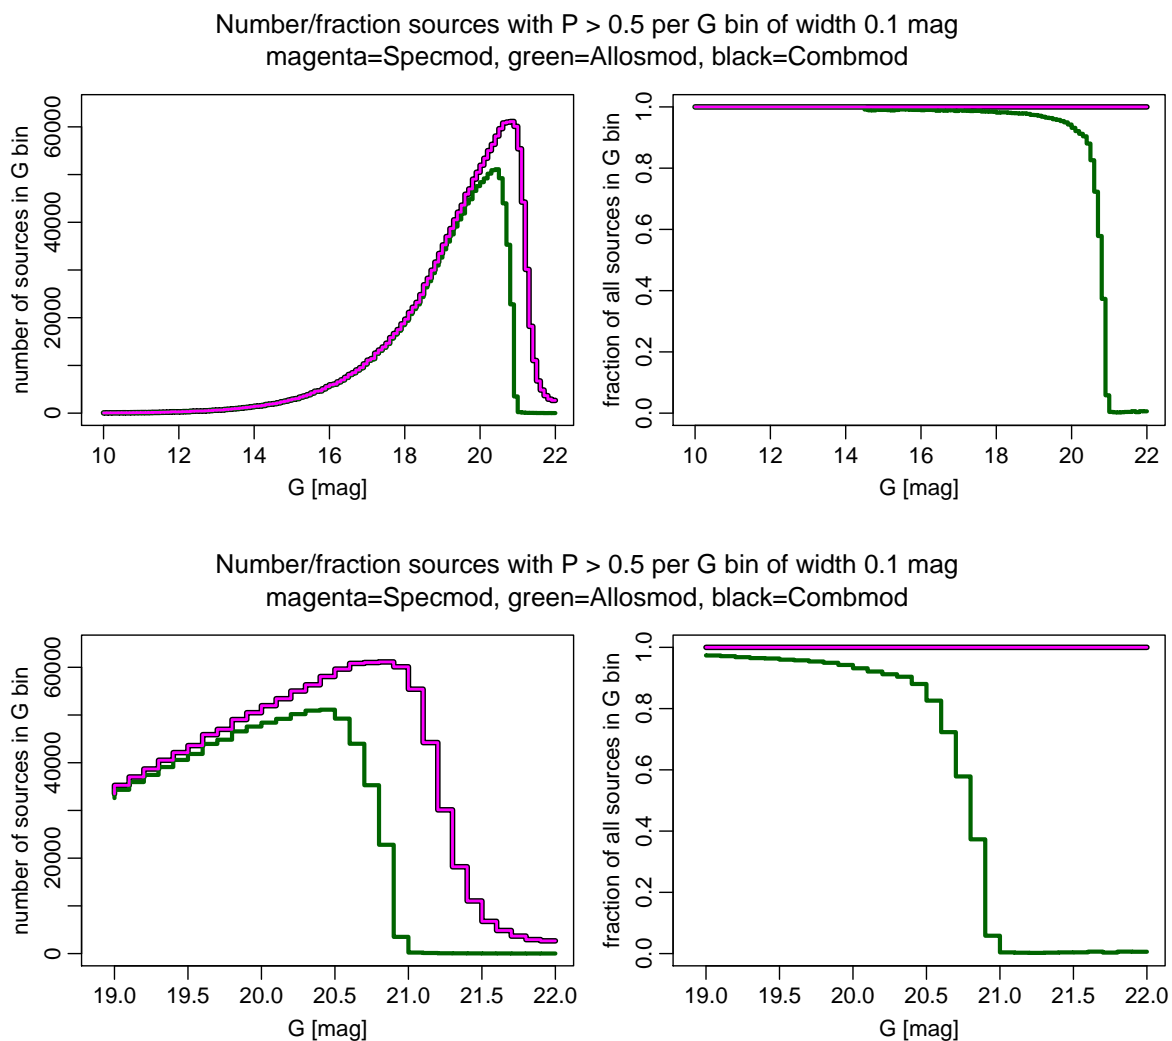 Number/fraction sources with P > 0.5 per G bin of width 0.1 mag
magenta=Specmod, green=Allosmod, black=Combmod
number of sources in G bin
0 20000 40000 60000
10 12 14 16 18 20 22
G [mag]
fraction of all sources in G bin
0.0 0.2 0.4 0.6 0.8 1.0
10 12 14 16 18 20 22
G [mag]
Number/fraction sources with P > 0.5 per G bin of width 0.1 mag
magenta=Specmod, green=Allosmod, black=Combmod
number of sources in G bin
0 20000 40000 60000
19.0 19.5 20.0 20.5 21.0 21.5 22.0
G [mag]
fraction of all sources in G bin
0.0 0.2 0.4 0.6 0.8 1.0
19.0 19.5 20.0 20.5 21.0 21.5 22.0
G [mag]